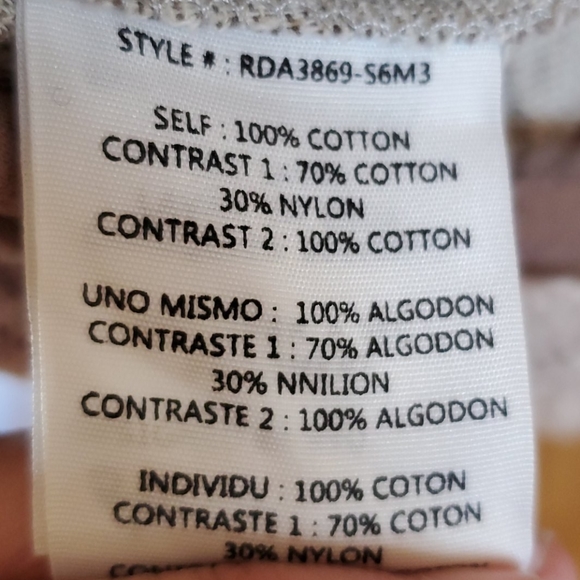 STYLE # : RDA3869-S6M3
SELF : 100% COTTON
CONTRAST 1 : 70% COTTON
30% NYLON
CONTRAST 2 : 100% COTTON
UNO MISMO : 100% ALGODON
CONTRASTE 1 : 70% ALGODON
30% NNILION
CONTRASTE 2 : 100% ALGODON
INDIVIDU : 100% COTON
CONTRASTE 1 : 70% COTON
30% NYLON